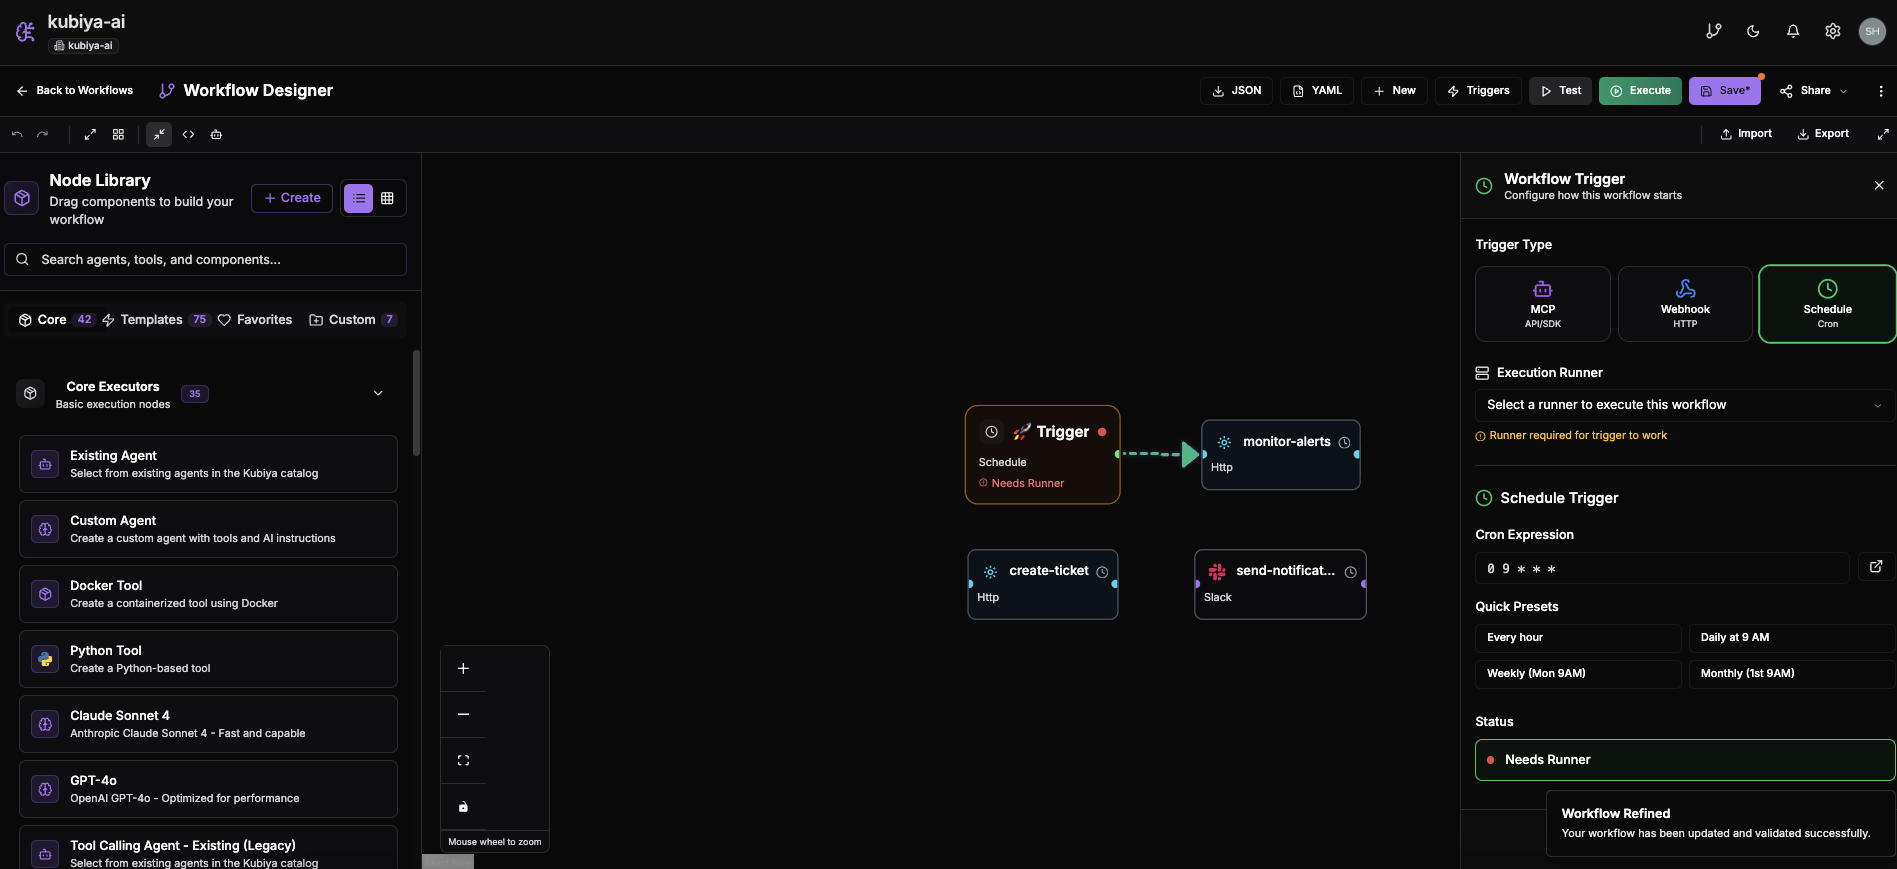 kubiya-ai
kubiya-ai
SH
Back to Workflows
Workflow Designer
JSON
YAML
New
Triggers
Test
Execute
Save*
Share
Import
Export
Node Library
Drag components to build your
workflow
Create
Search agents, tools, and components...
Core 42
Templates 75
Favorites
Custom 7
Core Executors
Basic execution nodes
35
Existing Agent
Select from existing agents in the Kubiya catalog
Custom Agent
Create a custom agent with tools and AI instructions
Docker Tool
Create a containerized tool using Docker
Python Tool
Create a Python-based tool
Claude Sonnet 4
Anthropic Claude Sonnet 4 - Fast and capable
GPT-4o
OpenAI GPT-4o - Optimized for performance
Tool Calling Agent - Existing (Legacy)
Select from existing agents in the Kubiya catalog
Trigger
Schedule
Needs Runner
monitor-alerts
Http
create-ticket
Http
send-notificat...
Slack
Mouse wheel to zoom
Workflow Trigger
Configure how this workflow starts
Trigger Type
MCP
API/SDK
Webhook
HTTP
Schedule
Cron
Execution Runner
Select a runner to execute this workflow
Runner required for trigger to work
Schedule Trigger
Cron Expression
0 9 * * *
Quick Presets
Every hour
Daily at 9 AM
Weekly (Mon 9AM)
Monthly (1st 9AM)
Status
Needs Runner
Workflow Refined
Your workflow has been updated and validated successfully.